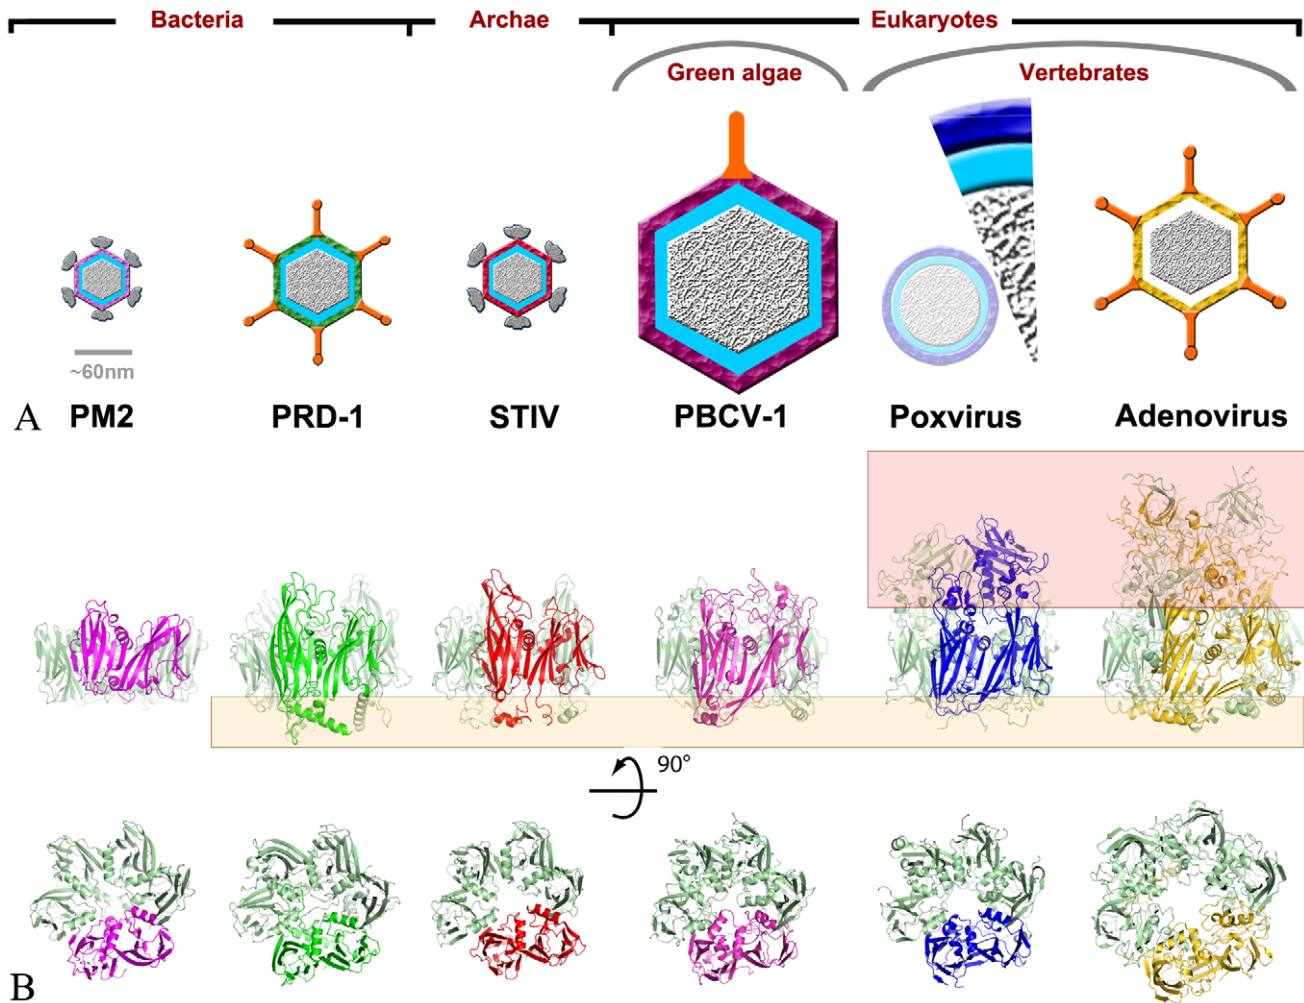 Bacteria
Archae
Eukaryotes
Green algae
Vertebrates
~60nm
A
PM2
PRD-1
STIV
PBCV-1
Poxvirus
Adenovirus
90°
B